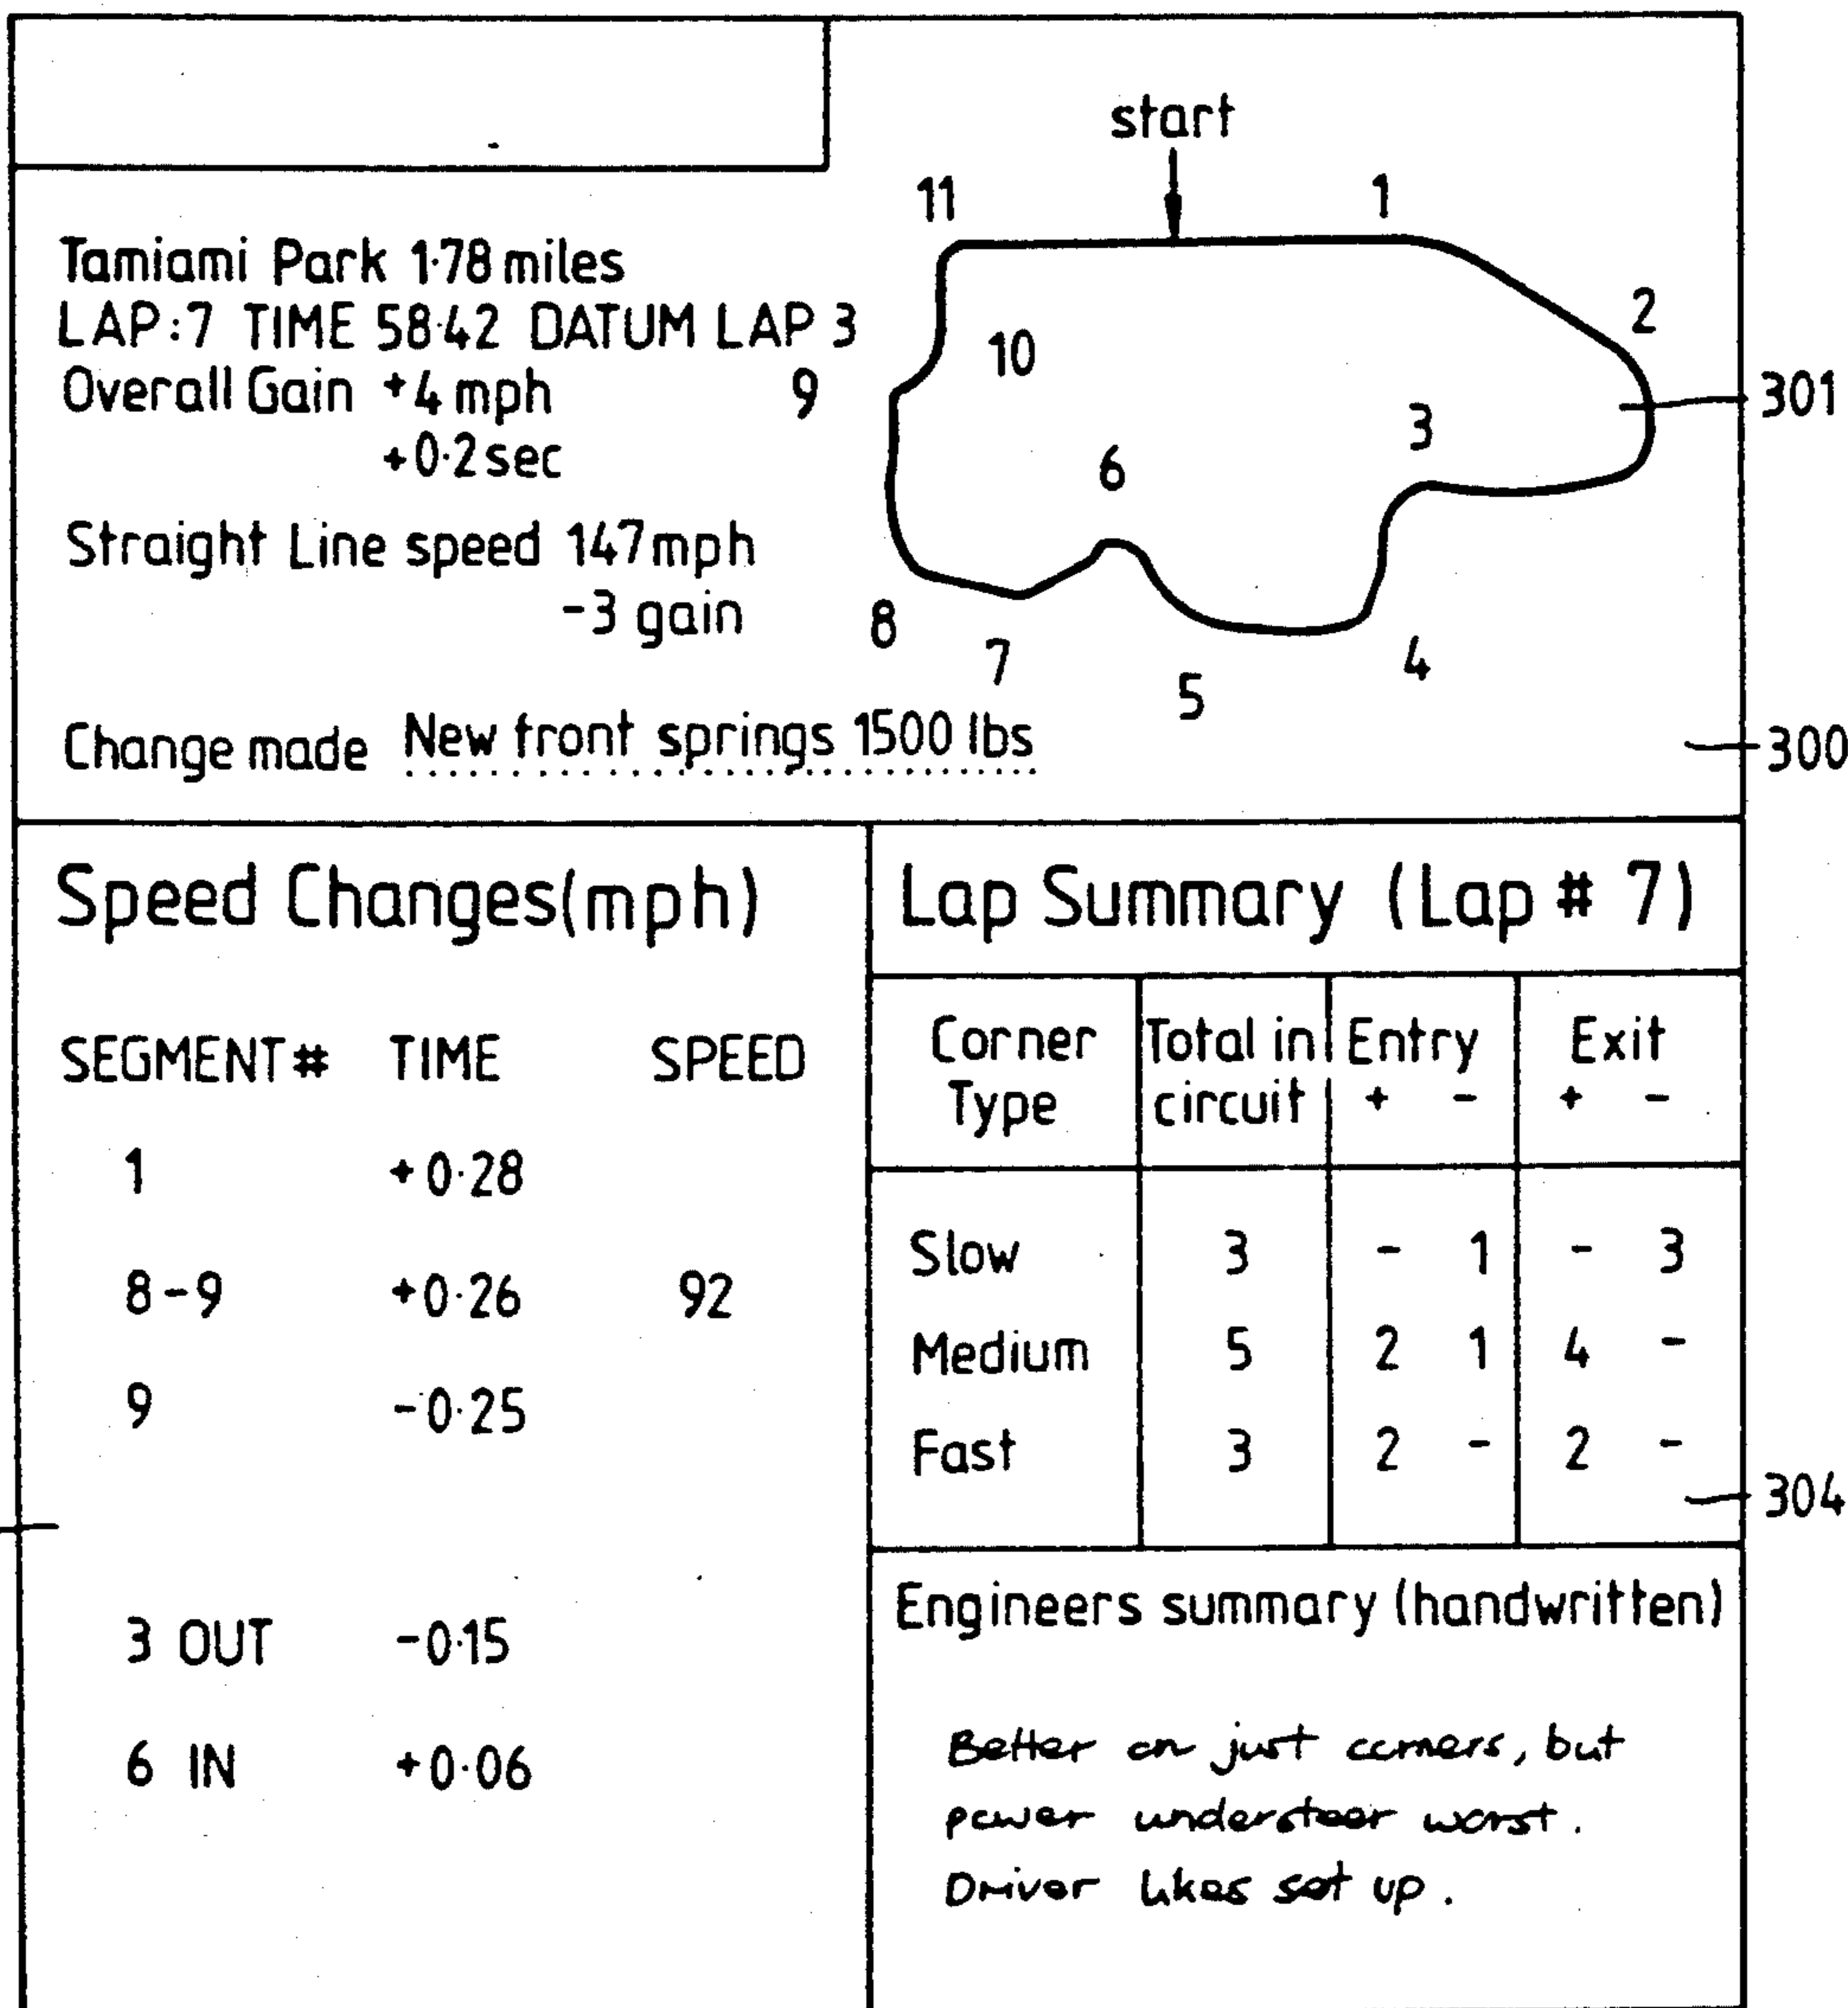 start
11 1
Tamiami Park 1·78 miles
2
LAP:7 TIME 58·42 DATUM LAP 3
10
Overall Gain +4 mph 9
301
3
+0·2sec
6
Straight Line speed 147mph
-3 gain
8 7 4
5
Change made New front springs 1500 lbs
300
Speed Changes(mph)
SEGMENT# TIME SPEED
1 +0·28
8-9 +0·26 92
9 -0·25
3 OUT -0·15
6 IN +0·06
Lap Summary (Lap # 7)
Corner Total in Entry Exit
Type circuit + - + -
Slow 3 - 1 - 3
Medium 5 2 1 4 -
Fast 3 2 - 2 -
304
Engineers summary (handwritten)
Better on just corners, but
power understeer worst.
Driver likes set up.